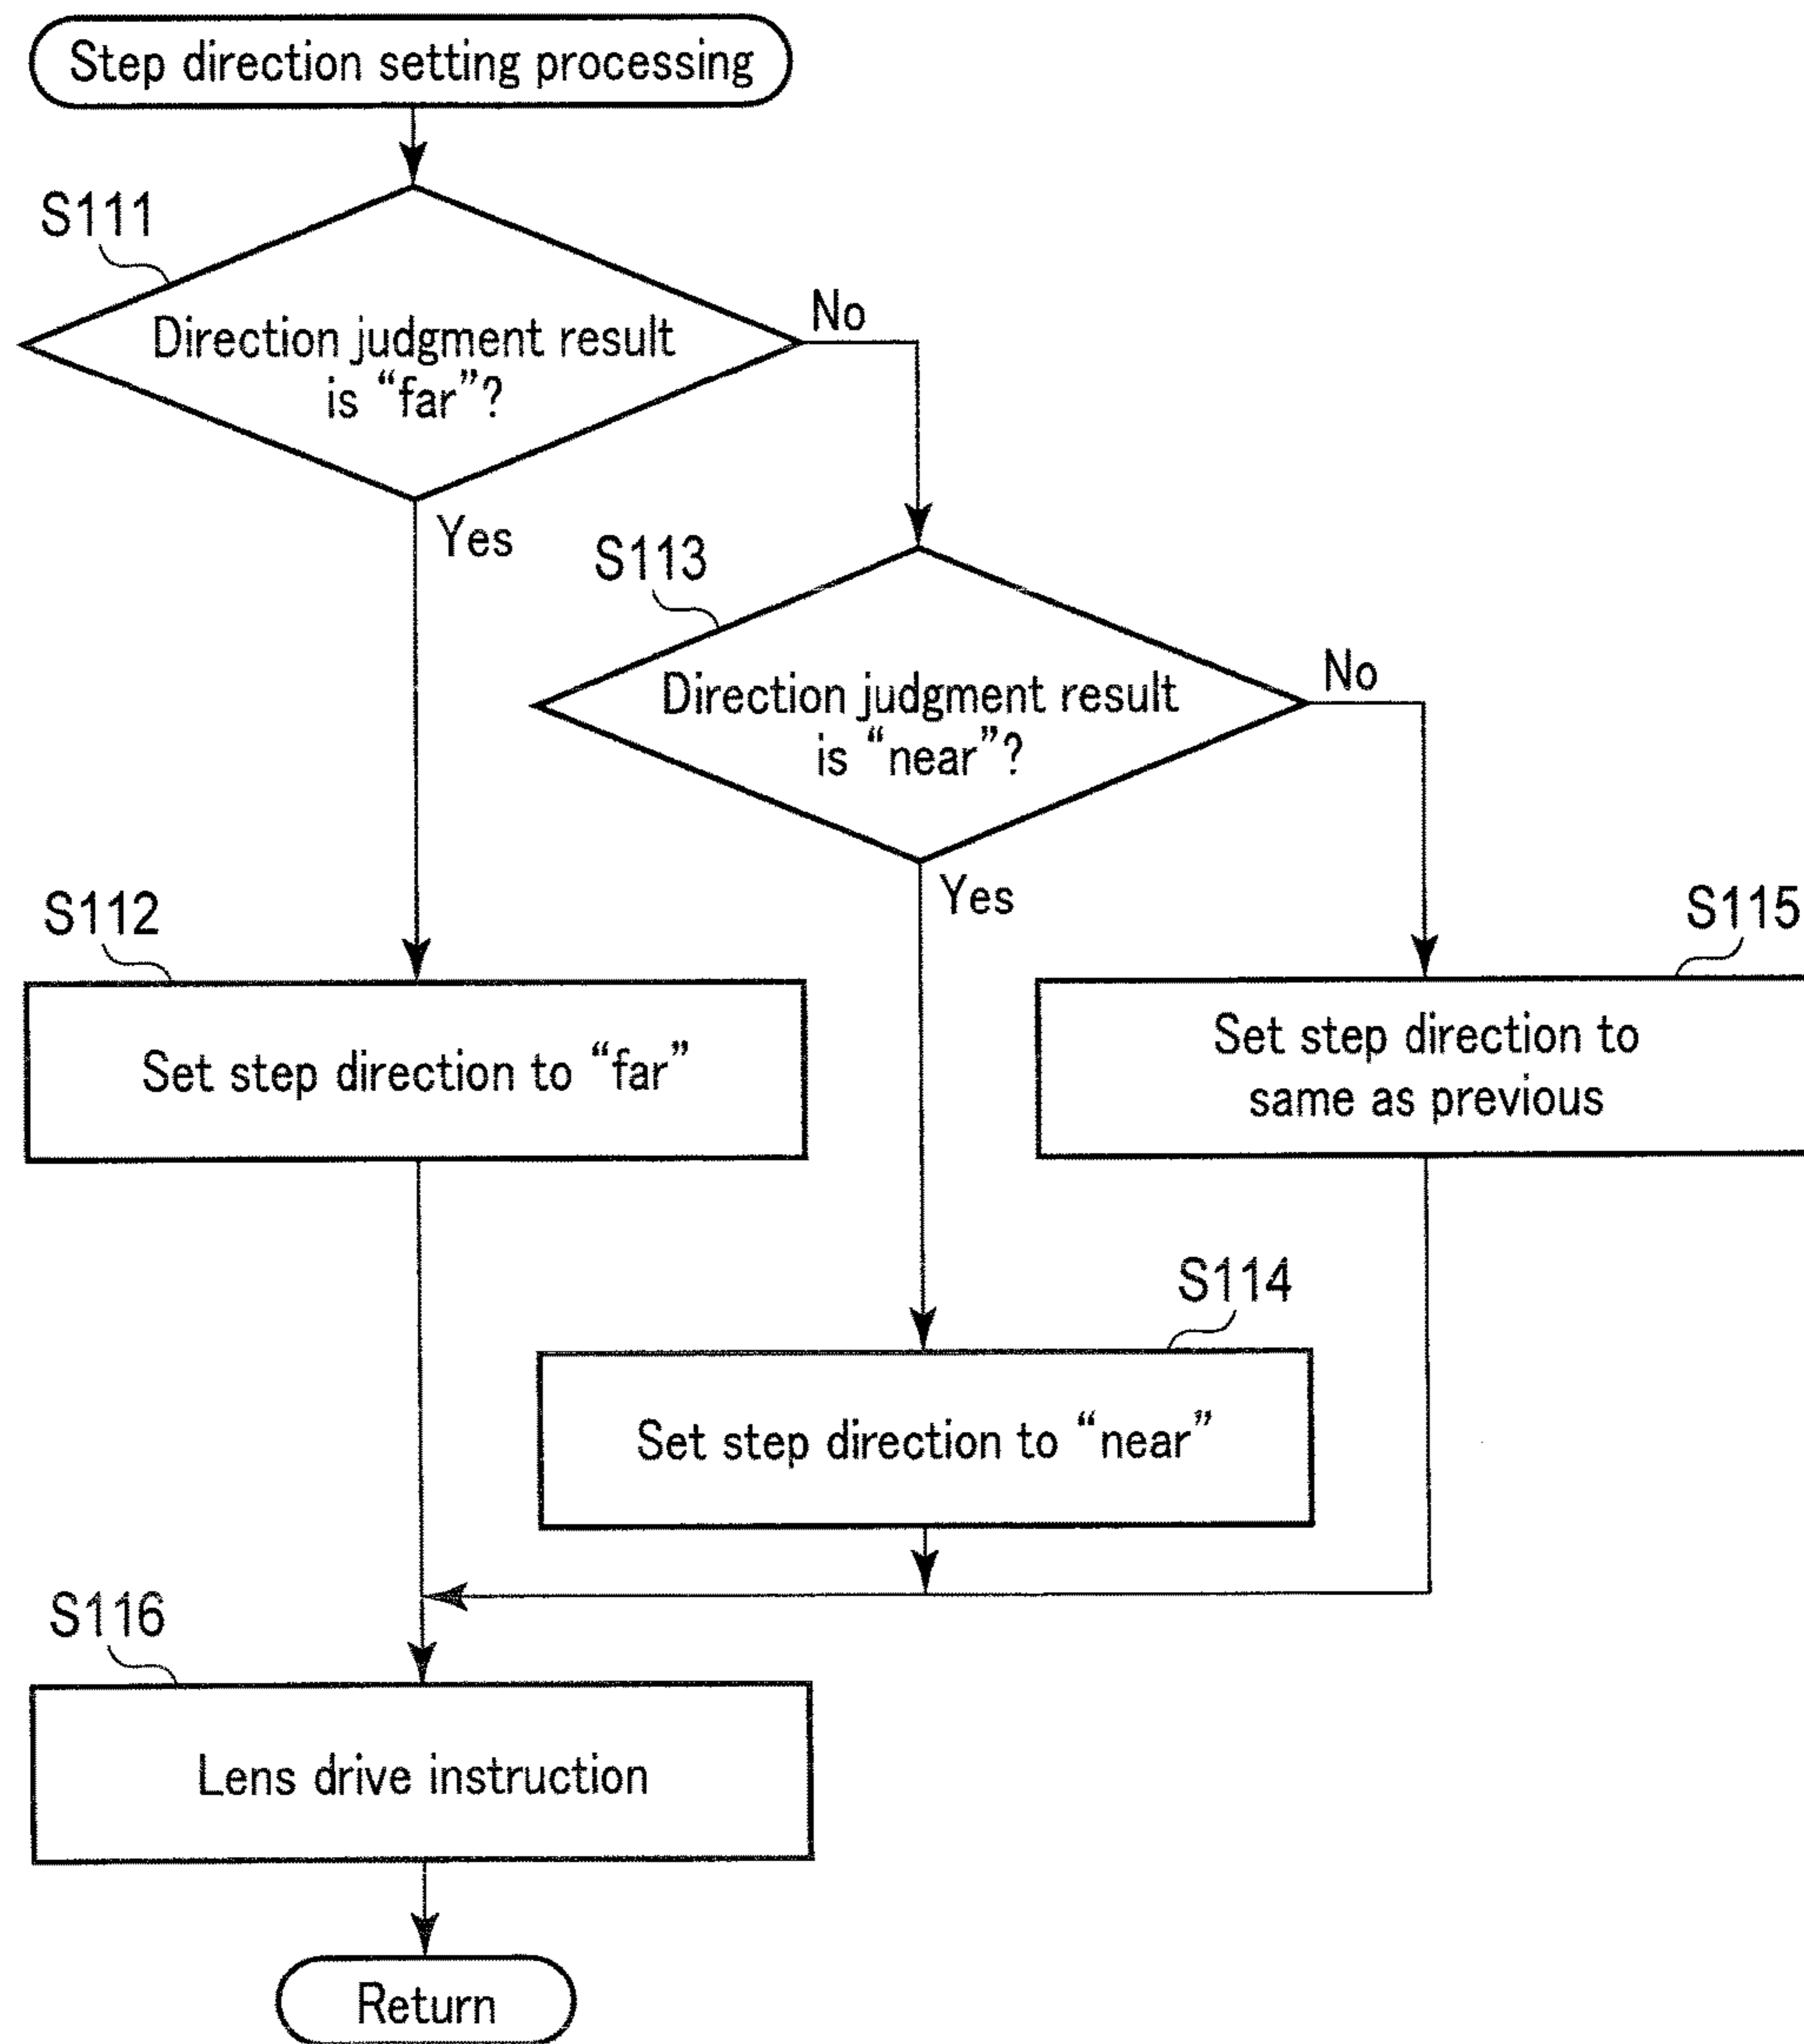 Step direction setting processing
S111
Direction judgment result
is “far”?
No
Yes
S113
Direction judgment result
is “near”?
No
Yes
S112
Set step direction to “far”
S115
Set step direction to
same as previous
S114
Set step direction to “near”
S116
Lens drive instruction
Return